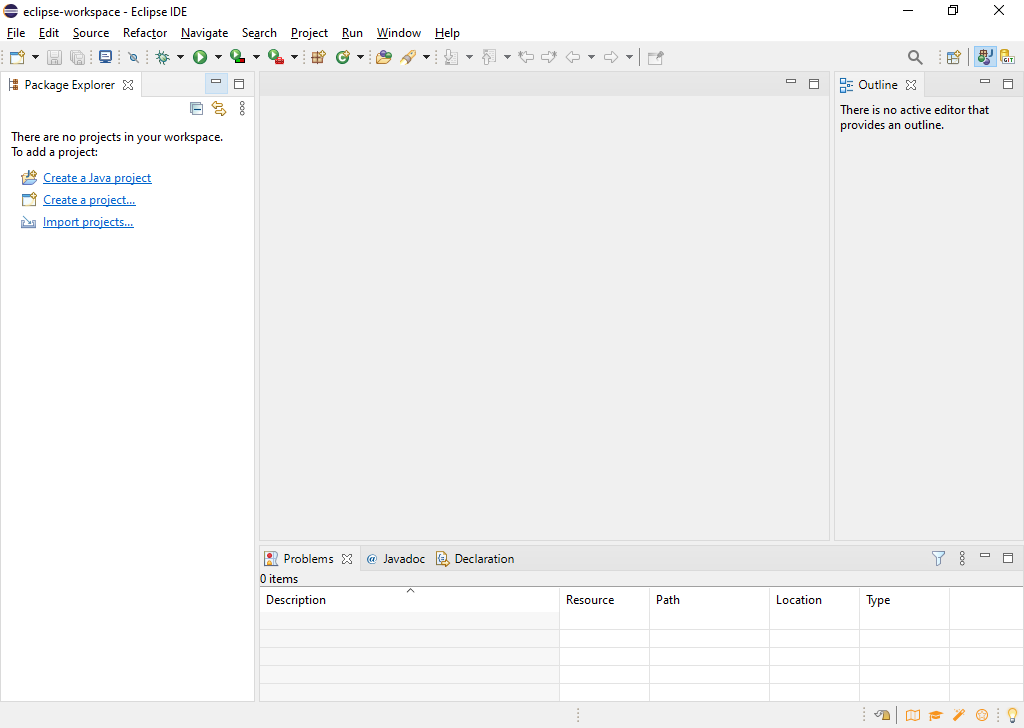 eclipse-workspace - Eclipse IDE
File Edit Source Refactor Navigate Search Project Run Window Help
GIT
Package Explorer
There are no projects in your workspace.
To add a project:
Create a Java project
Create a project...
Import projects...
Outline
There is no active editor that
provides an outline.
Problems @ Javadoc Declaration
0 items
Description Resource Path Location Type